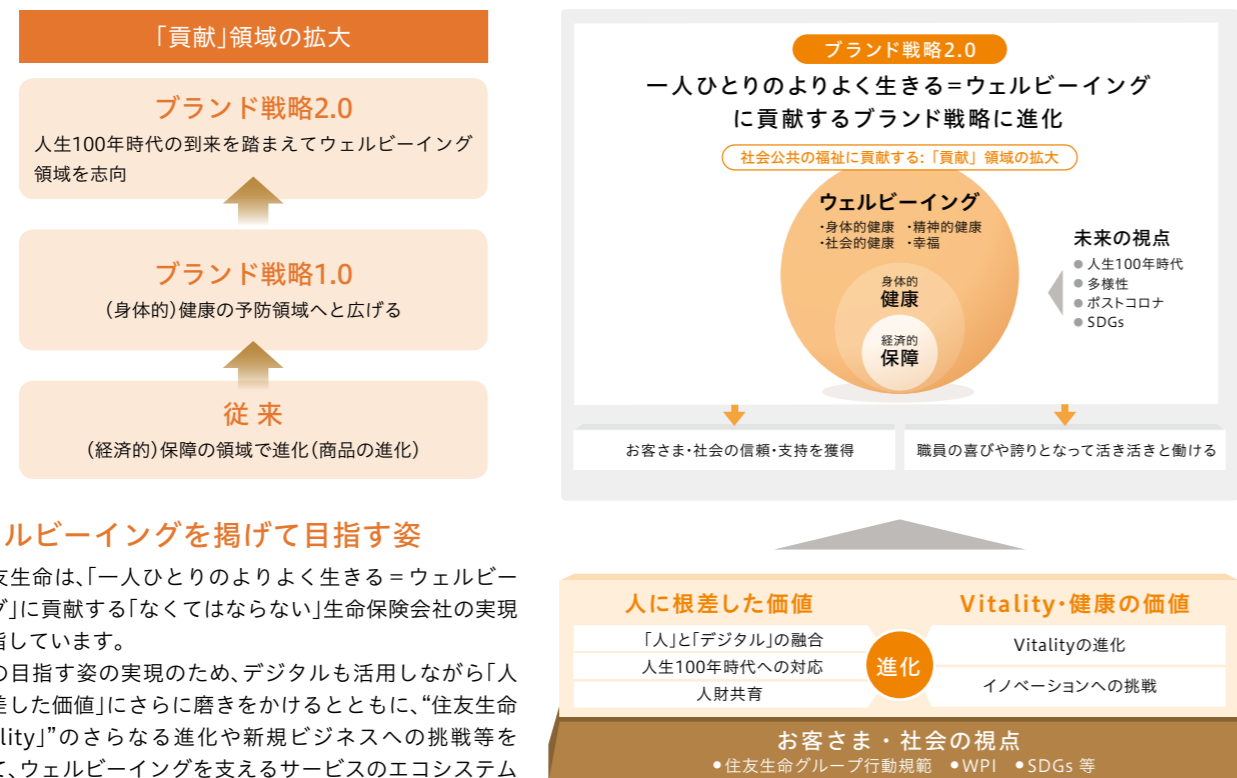 「貢献」領域の拡大
ブランド戦略2.0
人生100年時代の到来を踏まえてウェルビーイング
領域を志向
ブランド戦略1.0
(身体的)健康の予防領域へと広げる
従 来
(経済的)保障の領域で進化(商品の進化)
ルビーイングを掲げて目指す姿
友生命は、「一人ひとりのよりよく生きる=ウェルビー
グ」に貢献する「なくてはならない」生命保険会社の実現
指しています。
の目指す姿の実現のため、デジタルも活用しながら「人
差した価値」にさらに磨きをかけるとともに、“住友生命
ality」”のさらなる進化や新規ビジネスへの挑戦等を
て、ウェルビーイングを支えるサービスのエコシステム
ブランド戦略2.0
一人ひとりのよりよく生きる=ウェルビーイング
に貢献するブランド戦略に進化
社会公共の福祉に貢献する:「貢献」領域の拡大
ウェルビーイング
・身体的健康 ・精神的健康
・社会的健康 ・幸福
身体的
健康
経済的
保障
未来の視点
●人生100年時代
●多様性
●ポストコロナ
●SDGs
お客さま・社会の信頼・支持を獲得
職員の喜びや誇りとなって活き活きと働ける
人に根差した価値
「人」と「デジタル」の融合
人生100年時代への対応
人財共育
進化
Vitality・健康の価値
Vitalityの進化
イノベーションへの挑戦
お客さま・社会の視点
●住友生命グループ行動規範 ●WPI ●SDGs 等